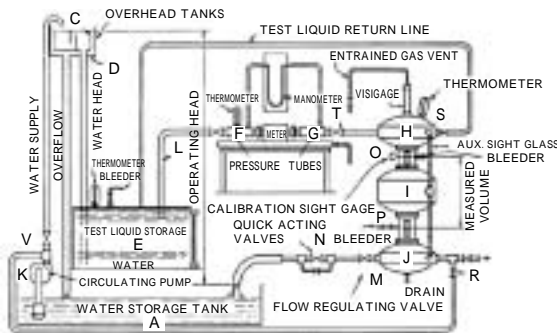 C
OVERHEAD TANKS
D
TEST LIQUID RETURN LINE
ENTRAINED GAS VENT
THERMOMETER
VISIGAGE
THERMOMETER
MANOMETER
T
S
WATER SUPPLY
OVERFLOW
WATER HEAD
OPERATING HEAD
L
F
METER
G
H
PRESSURE TUBES
O
AUX. SIGHT GLASS
BLEEDER
THERMOMETER
BLEEDER
I
MEASURED
VOLUME
TEST LIQUID STORAGE
E
WATER
CALIBRATION SIGHT GAGE
QUICK ACTING
VALVES
P
BLEEDER
N
V
K
CIRCULATING PUMP
M
J
R
DRAIN
FLOW REGULATING VALVE
WATER STORAGE TANK
A